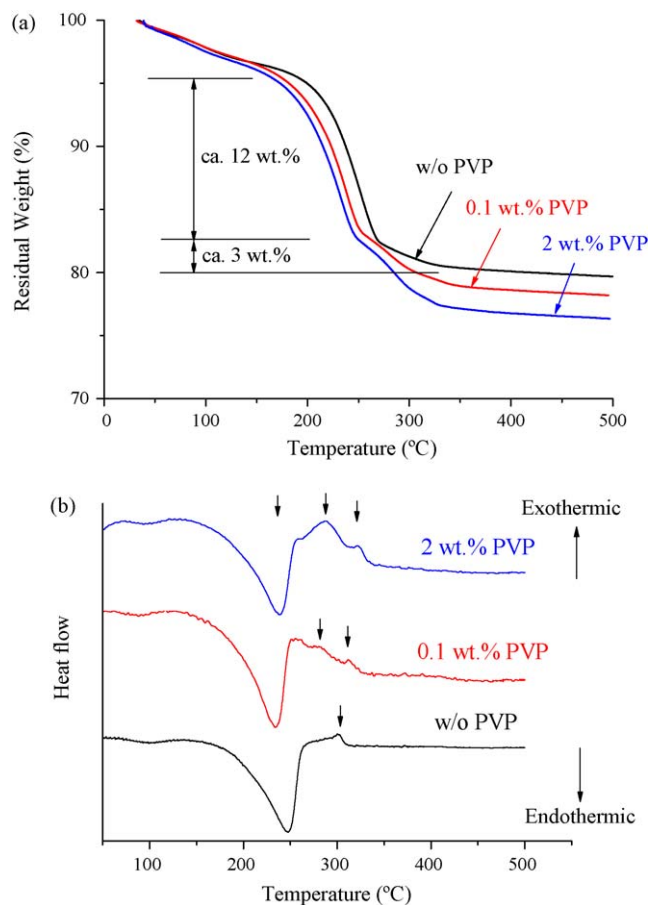 (a)
100
90
80
70
Residual Weight (%)
ca. 12 wt.%
ca. 3 wt.%
w/o PVP
0.1 wt.% PVP
2 wt.% PVP
0
100
200
300
400
500
Temperature (ºC)
(b)
Exothermic
2 wt.% PVP
0.1 wt.% PVP
w/o PVP
Endothermic
Heat flow
100
200
300
400
500
Temperature (ºC)